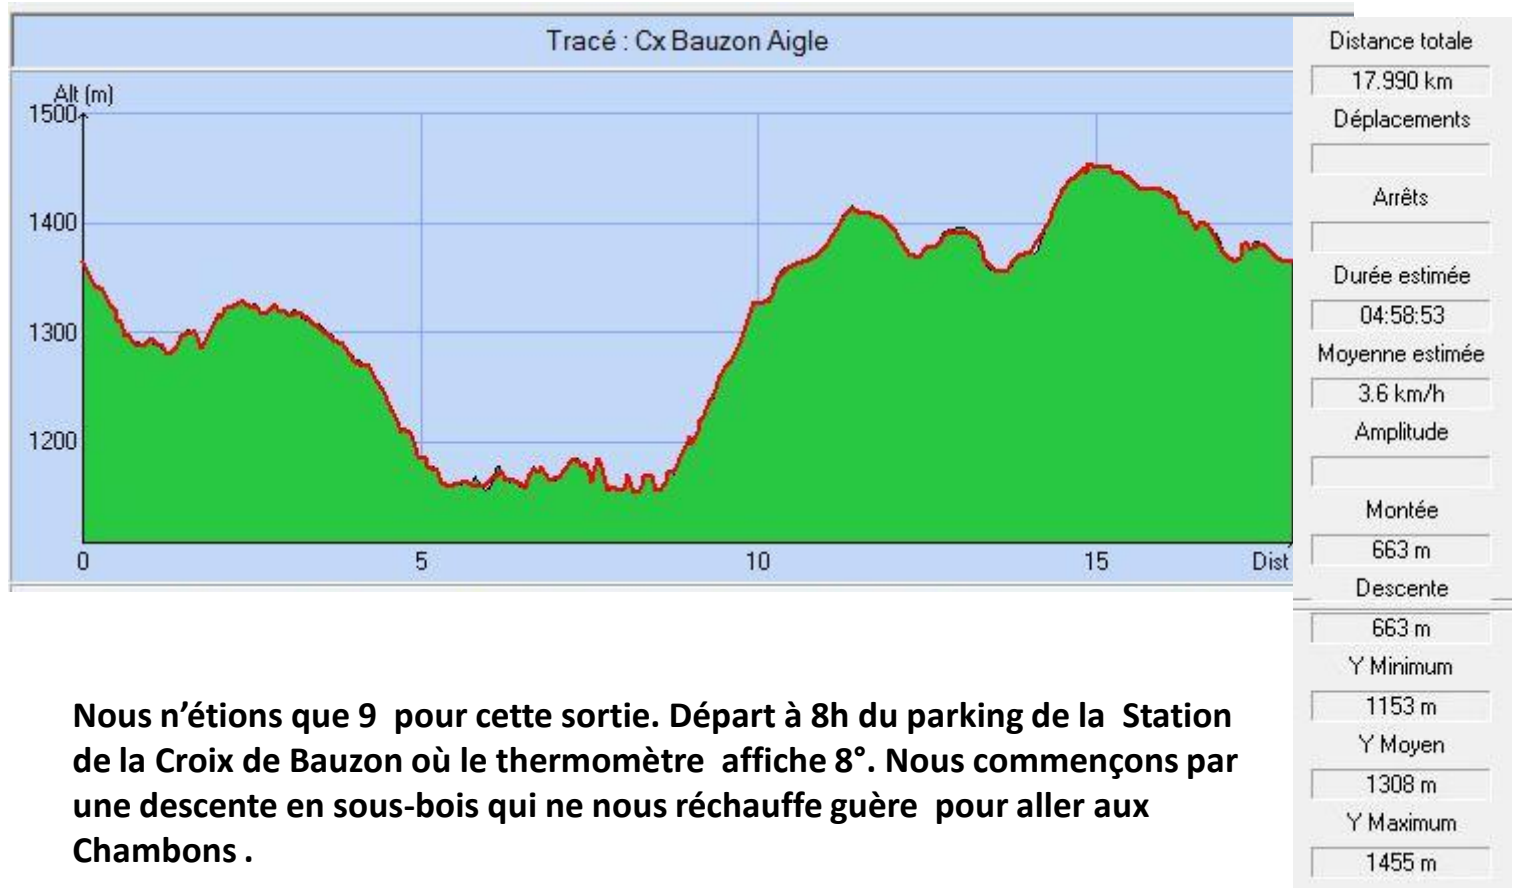 Tracé : Cx Bauzon Aigle
Alt (m)
1500
1400
1300
1200
0 5 10 15 Dist
Distance totale
17.990 km
Déplacements
Arrêts
Durée estimée
04:58:53
Moyenne estimée
3.6 km/h
Amplitude
Montée
663 m
Descente
663 m
Y Minimum
1153 m
Y Moyen
1308 m
Y Maximum
1455 m
Nous n’étions que 9 pour cette sortie. Départ à 8h du parking de la Station
de la Croix de Bauzon où le thermomètre affiche 8°. Nous commençons par
une descente en sous-bois qui ne nous réchauffe guère pour aller aux
Chambons .